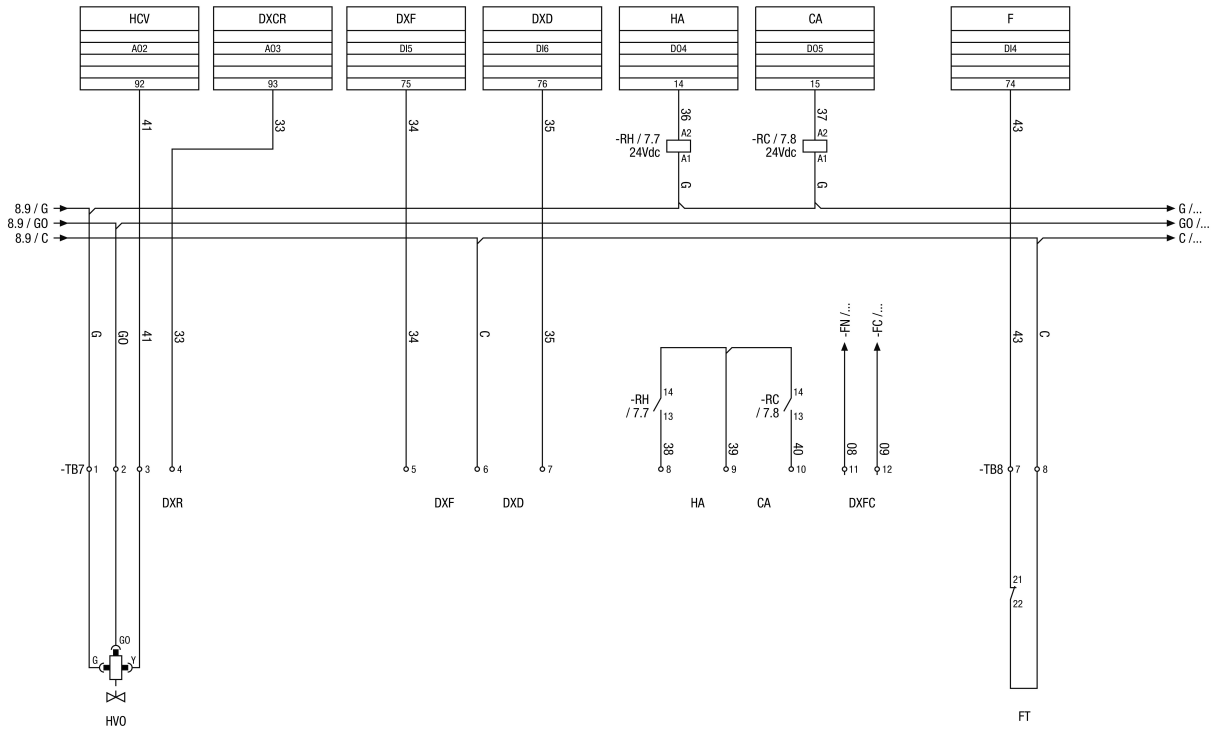 HCV DXCR DXF DXD HA CA F
AO2 AO3 DI5 DI6 DO4 DO5 DI4
92 93 75 76 14 15 74
41 33 34 35 36 37 43
-RH / 7.7 A2 -RC / 7.8 A2
24Vdc 24Vdc
A1 A1
G G
8.9 / G G /...
8.9 / GO GO /...
8.9 / C C /...
-FN /... -FC /...
G GO 41 33 34 C 35 43 C
14 14
-RH -RC
/ 7.7 / 7.8
13 13
38 39 40 08 09
-TB7 1 2 3 4 5 6 7 8 9 10 11 12 -TB8 7 8
DXR DXF DXD HA CA DXFC
21
22
GO
G Y
HVO FT